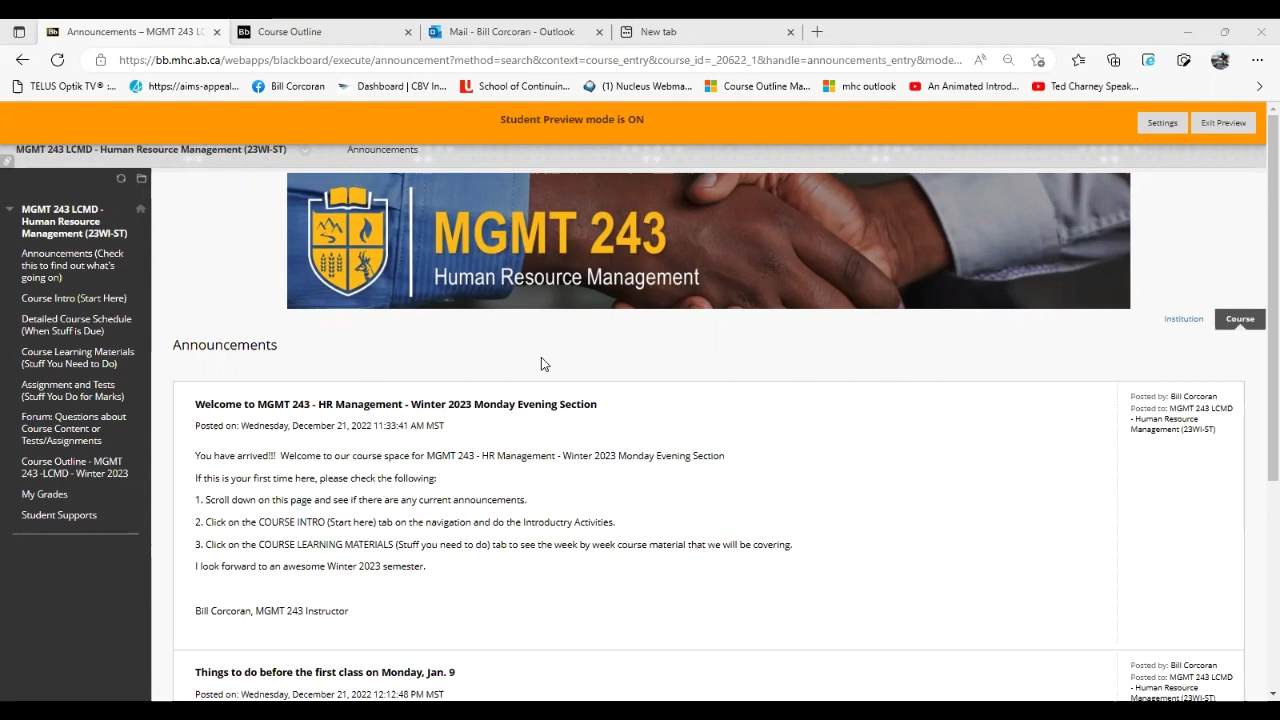 Announcements – MGMT 243 LC
Course Outline
Mail - Bill Corcoran - Outlook
New tab
https://bb.mhc.ab.ca/webapps/blackboard/execute/announcement?method=search&context=course_entry&course_id=_20622_1&handle=announcements_entry&mode...
TELUS Optik TV® :...
https://aims-appeal...
Bill Corcoran
Dashboard | CBV In...
School of Continuin...
(1) Nucleus Webma...
Course Outline Ma...
mhc outlook
An Animated Introd...
Ted Charney Speak...
Student Preview mode is ON
Settings
Exit Preview
MGMT 243 LCMD - Human Resource Management (23WI-ST)
Announcements
MGMT 243 LCMD -
Human Resource
Management (23WI-ST)
Announcements (Check
this to find out what's
going on)
Course Intro (Start Here)
Detailed Course Schedule
(When Stuff is Due)
Course Learning Materials
(Stuff You Need to Do)
Assignment and Tests
(Stuff You Do for Marks)
Forum: Questions about
Course Content or
Tests/Assignments
Course Outline - MGMT
243 -LCMD - Winter 2023
My Grades
Student Supports
MGMT 243
Human Resource Management
Institution
Course
Announcements
Welcome to MGMT 243 - HR Management - Winter 2023 Monday Evening Section
Posted on: Wednesday, December 21, 2022 11:33:41 AM MST
You have arrived!!! Welcome to our course space for MGMT 243 - HR Management - Winter 2023 Monday Evening Section
If this is your first time here, please check the following:
1. Scroll down on this page and see if there are any current announcements.
2. Click on the COURSE INTRO (Start here) tab on the navigation and do the Introductry Activities.
3. Click on the COURSE LEARNING MATERIALS (Stuff you need to do) tab to see the week by week course material that we will be covering.
I look forward to an awesome Winter 2023 semester.
Bill Corcoran, MGMT 243 Instructor
Posted by: Bill Corcoran
Posted to: MGMT 243 LCMD
- Human Resource
Management (23WI-ST)
Things to do before the first class on Monday, Jan. 9
Posted on: Wednesday, December 21, 2022 12:12:48 PM MST
Posted by: Bill Corcoran
Posted to: MGMT 243 LCMD
- Human Resource
Management (23WI-ST)